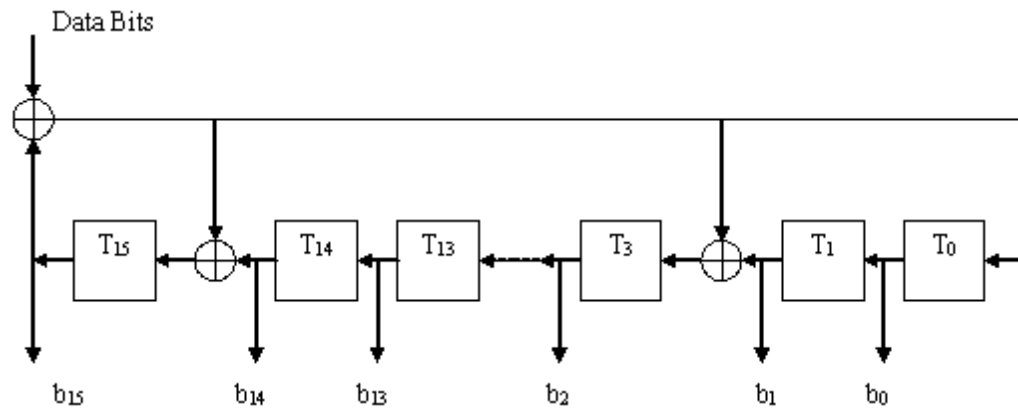 Data Bits
T₁₅ T₁₄ T₁₃ T₃ T₁ T₀
b₁₅ b₁₄ b₁₃ b₂ b₁ b₀